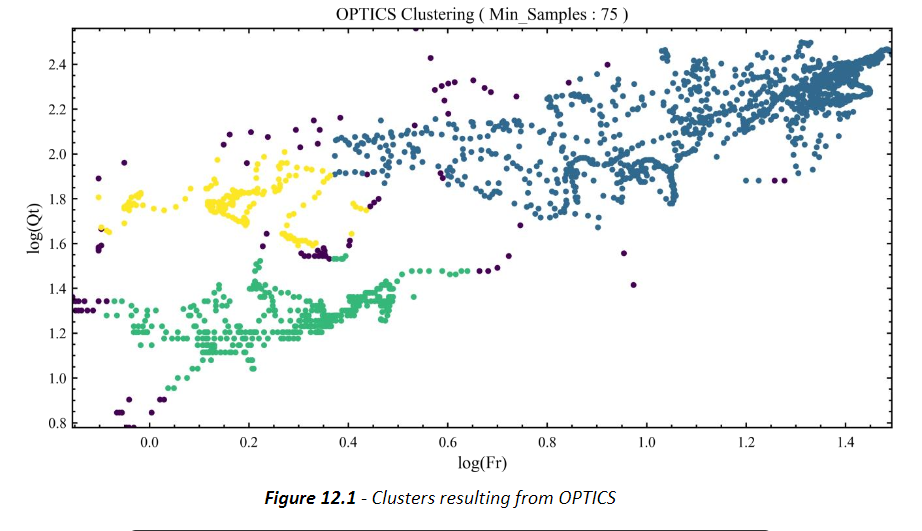 OPTICS Clustering ( Min_Samples : 75 )
log(Qt)
2.4
2.2
2.0
1.8
1.6
1.4
1.2
1.0
0.8
0.0 0.2 0.4 0.6 0.8 1.0 1.2 1.4
log(Fr)
Figure 12.1 - Clusters resulting from OPTICS